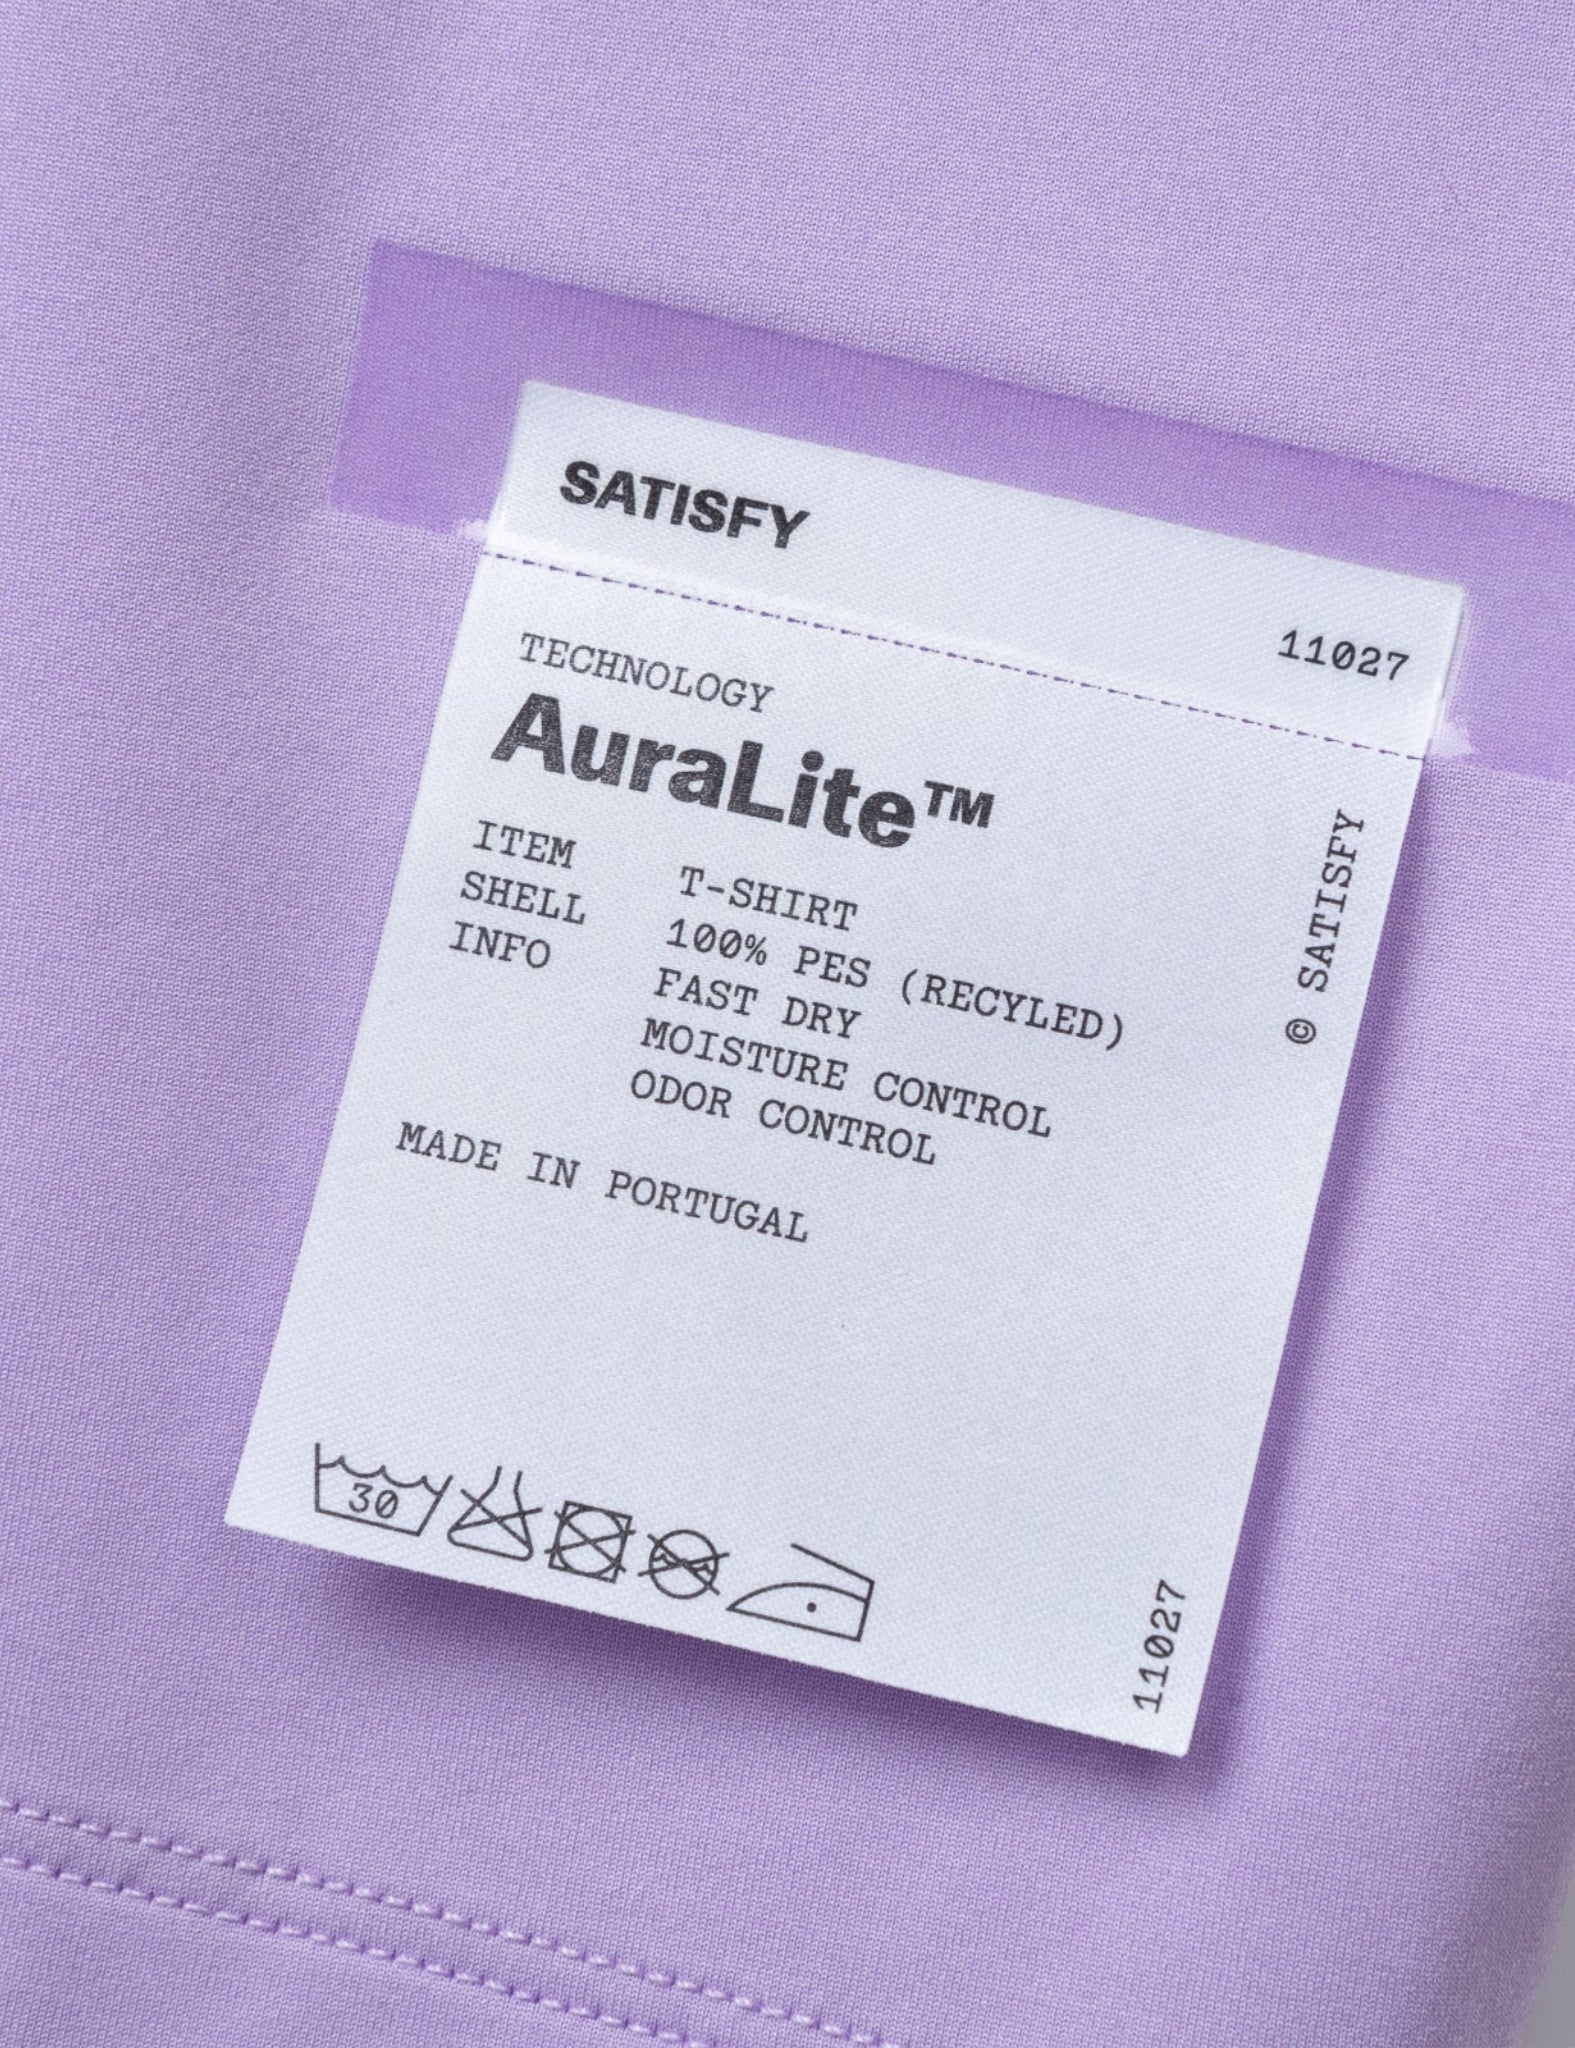 SATISFY
11027
TECHNOLOGY
AuraLite™
ITEM T-SHIRT
SHELL 100% PES (RECYLED)
INFO FAST DRY
MOISTURE CONTROL
ODOR CONTROL
MADE IN PORTUGAL
© SATISFY
30
11027